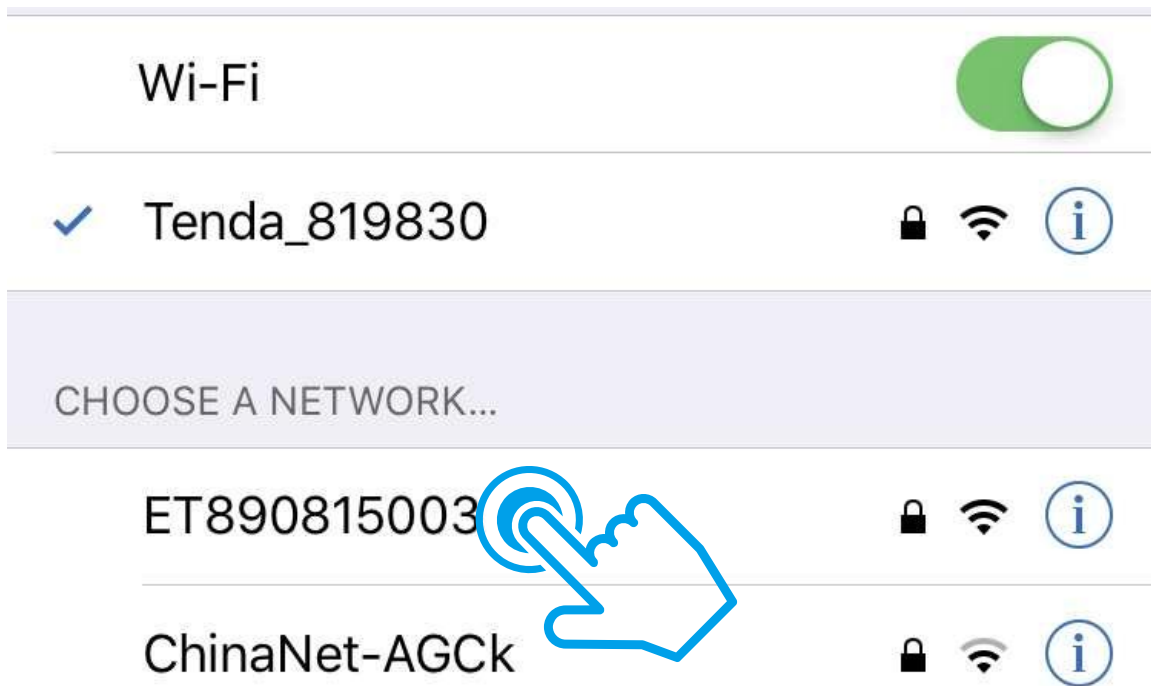 Wi-Fi
Tenda_819830
CHOOSE A NETWORK...
ET890815003
ChinaNet-AGCk